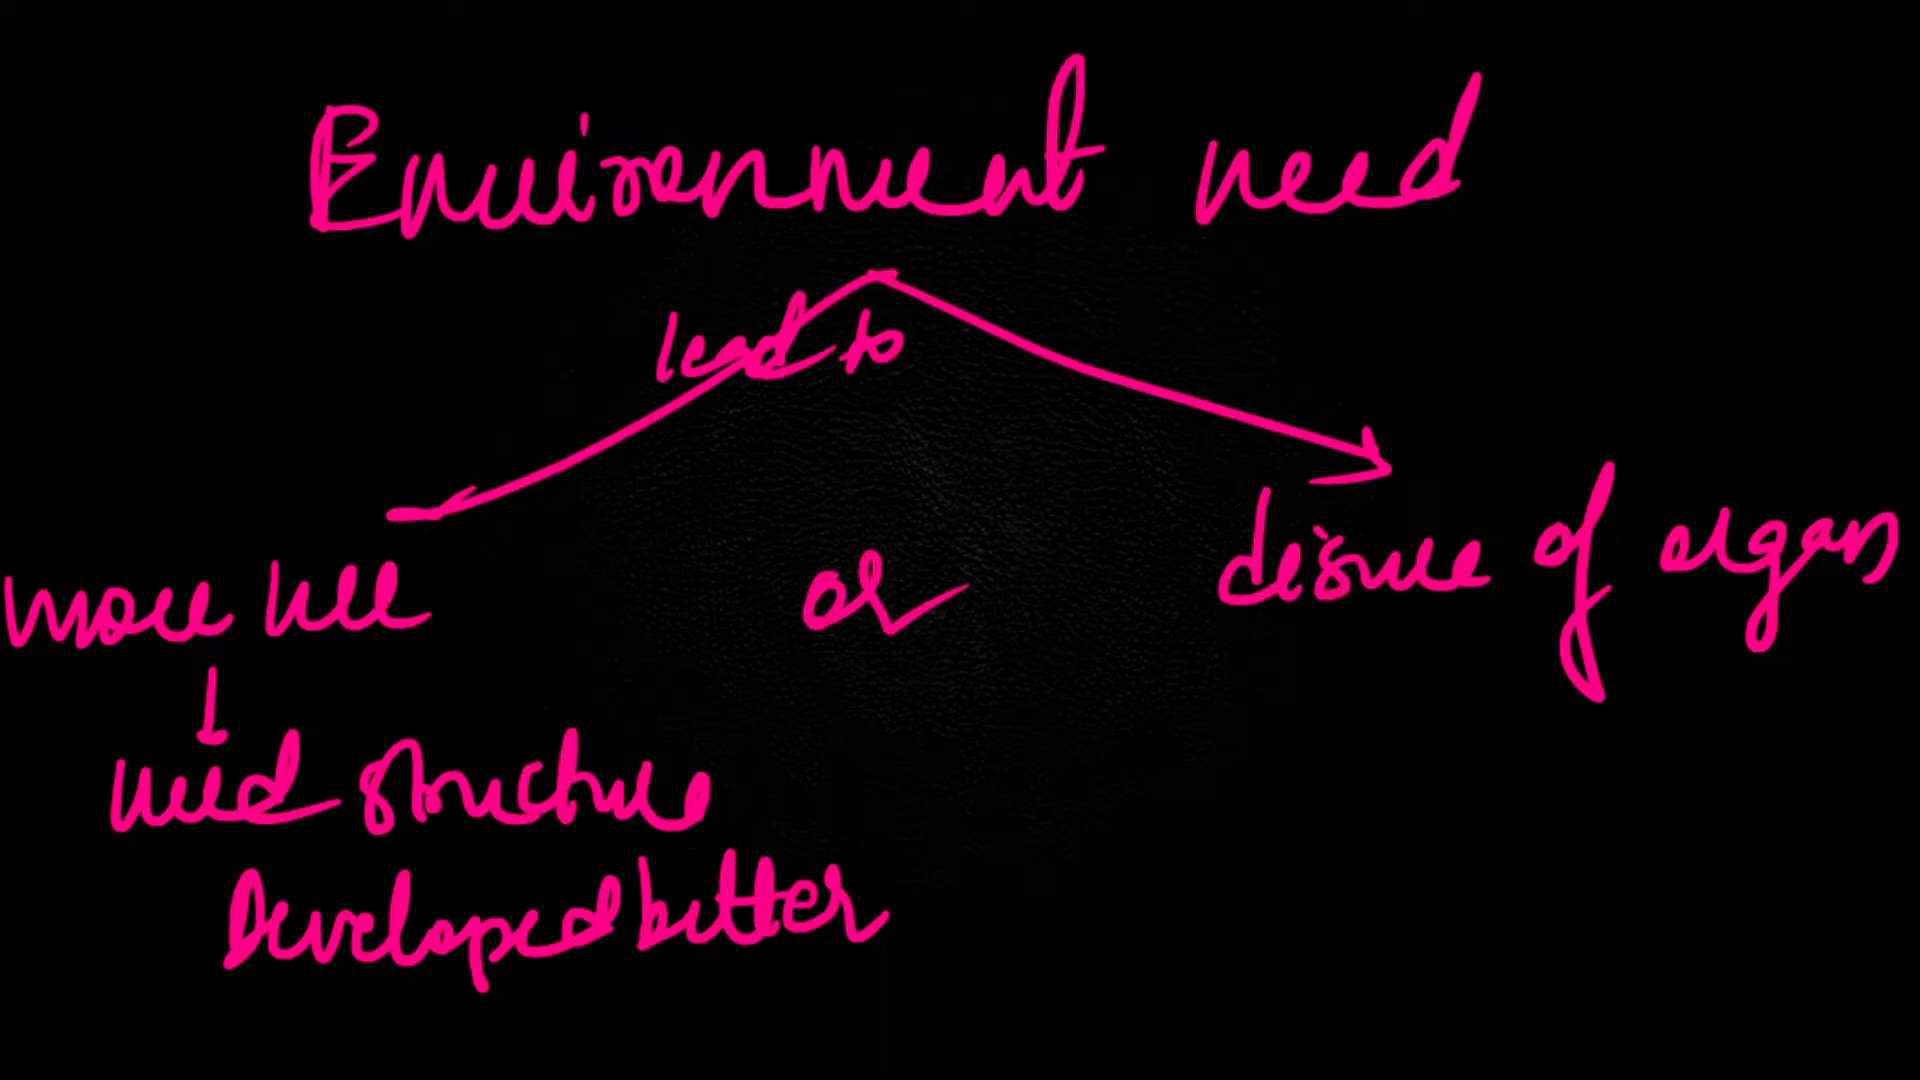 Environment need
lead to
more use or disuse of organ
used structure
Developed better